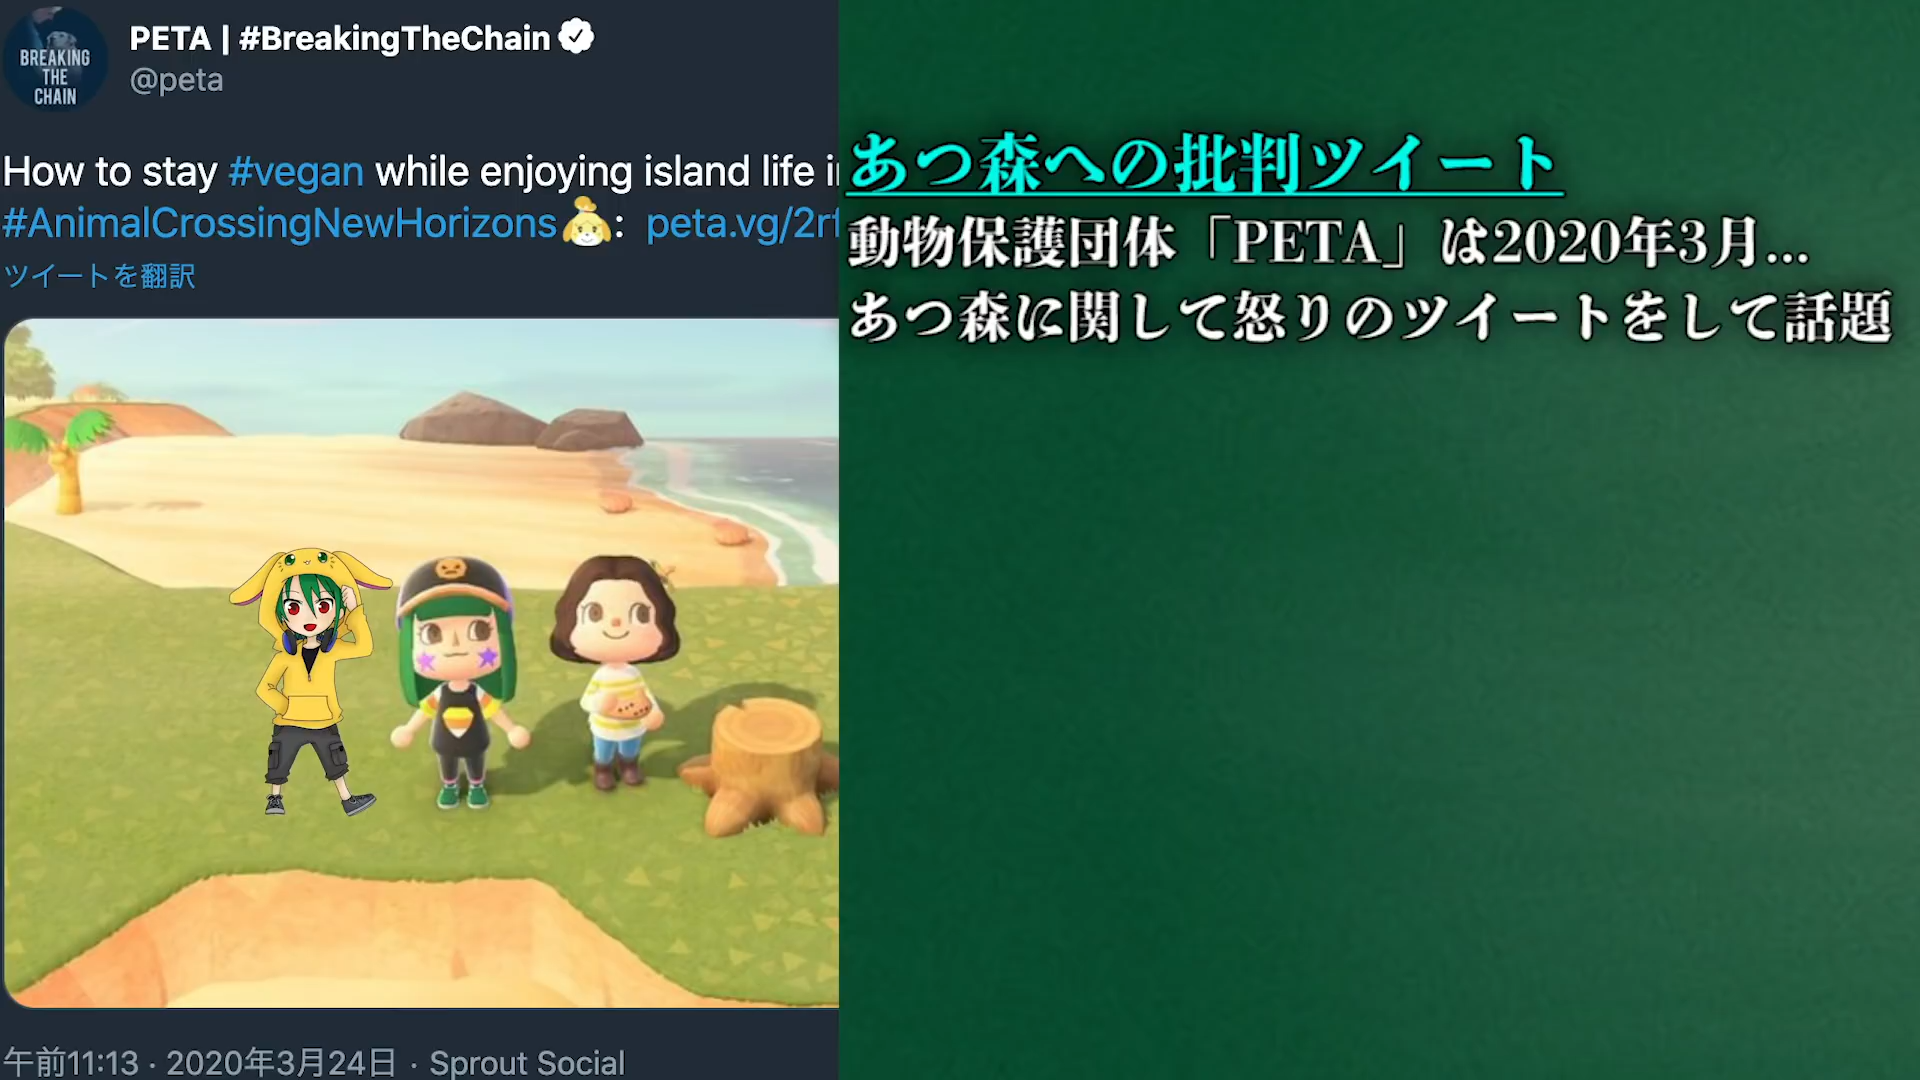 BREAKING
THE
CHAIN
PETA | #BreakingTheChain
@peta
How to stay #vegan while enjoying island life
#AnimalCrossingNewHorizons: peta.vg/2r
ツイートを翻訳
午前11:13 · 2020年3月24日 · Sprout Social
あつ森への批判ツイート
動物保護団体「PETA」は2020年3月...
あつ森に関して怒りのツイートをして話題